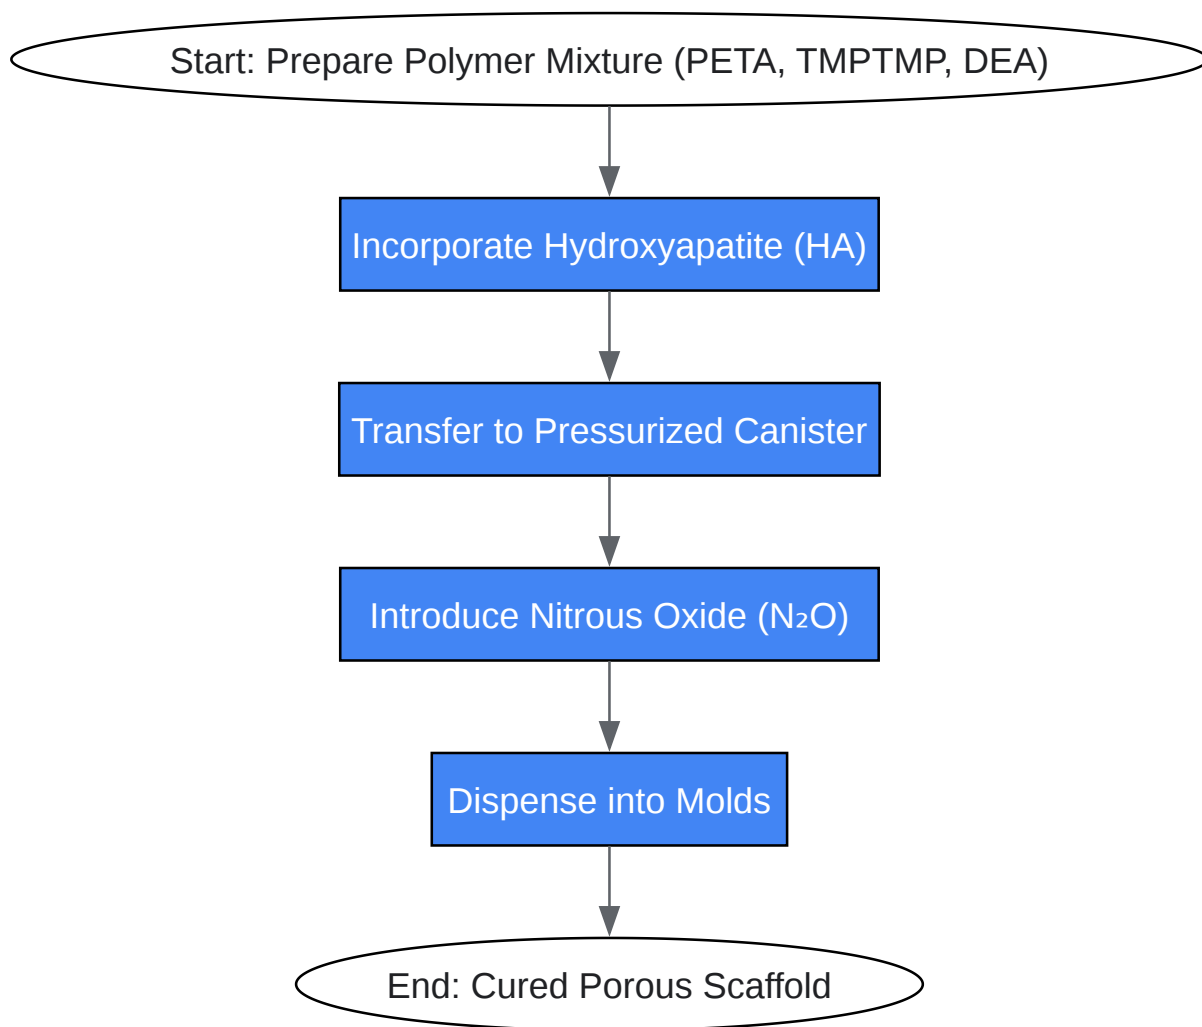 Start: Prepare Polymer Mixture (PETA, TMPTMP, DEA)
Incorporate Hydroxyapatite (HA)
Transfer to Pressurized Canister
Introduce Nitrous Oxide (N₂O)
Dispense into Molds
End: Cured Porous Scaffold